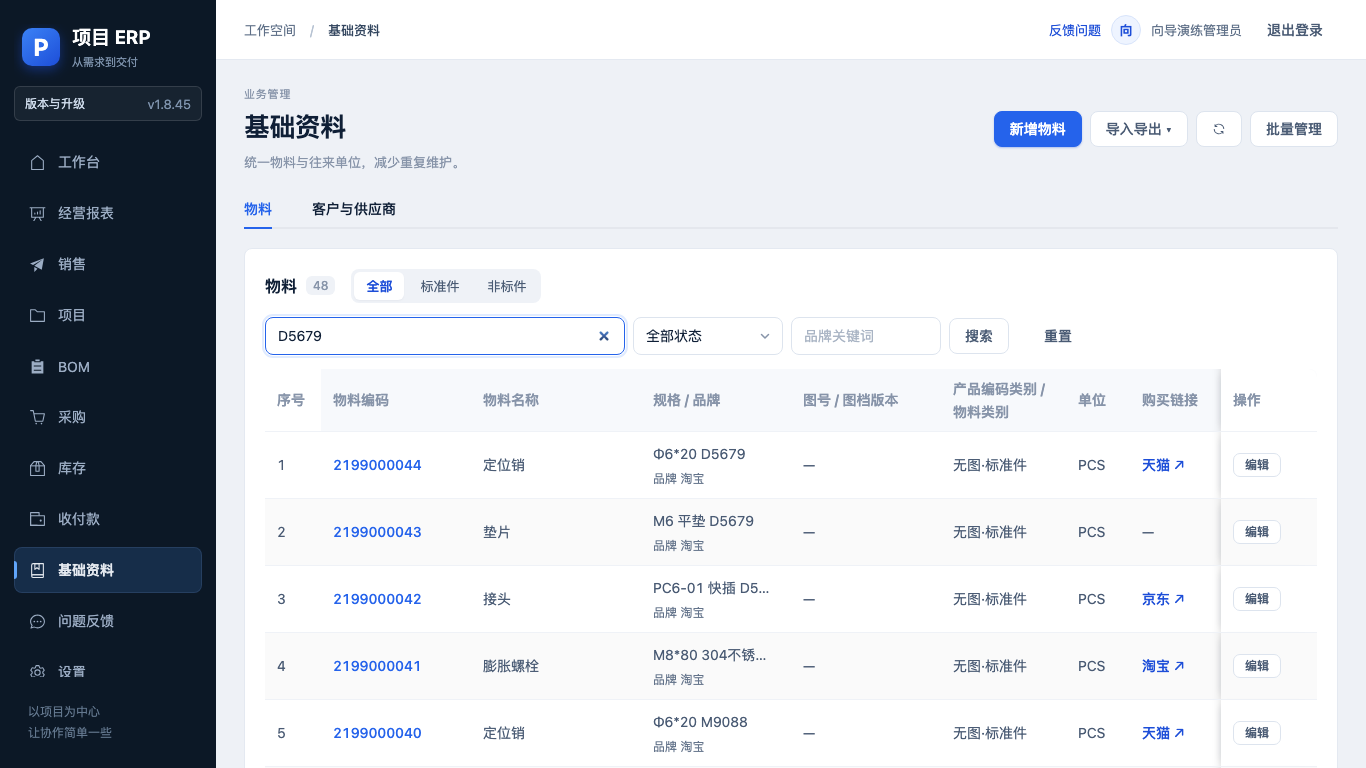 P
项目 ERP
从需求到交付
版本与升级 v1.8.45
工作台
经营报表
销售
项目
BOM
采购
库存
收付款
基础资料
问题反馈
设置
以项目为中心
让协作简单一些
工作空间 / 基础资料
反馈问题 向 向导演练管理员 退出登录
业务管理
基础资料
统一物料与往来单位，减少重复维护。
新增物料 导入导出 ▾ 批量管理
物料 客户与供应商
物料 48 全部 标准件 非标件
D5679 全部状态 品牌关键词 搜索 重置
序号 物料编码 物料名称 规格 / 品牌 图号 / 图档版本 产品编码类别 / 单位 购买链接 操作
物料类别
1 2199000044 定位销 Φ6*20 D5679 — 无图·标准件 PCS 天猫 ↗ 编辑
品牌 淘宝
2 2199000043 垫片 M6 平垫 D5679 — 无图·标准件 PCS — 编辑
品牌 淘宝
3 2199000042 接头 PC6-01 快插 D5... — 无图·标准件 PCS 京东 ↗ 编辑
品牌 淘宝
4 2199000041 膨胀螺栓 M8*80 304不锈... — 无图·标准件 PCS 淘宝 ↗ 编辑
品牌 淘宝
5 2199000040 定位销 Φ6*20 M9088 — 无图·标准件 PCS 天猫 ↗ 编辑
品牌 淘宝